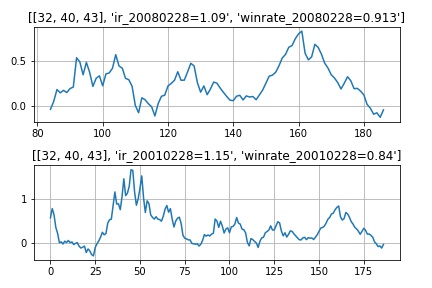 [[32, 40, 43], 'ir_20080228=1.09', 'winrate_20080228=0.913']
0.5
0.0
80 100 120 140 160 180
[[32, 40, 43], 'ir_20010228=1.15', 'winrate_20010228=0.84']
1
0
0 25 50 75 100 125 150 175